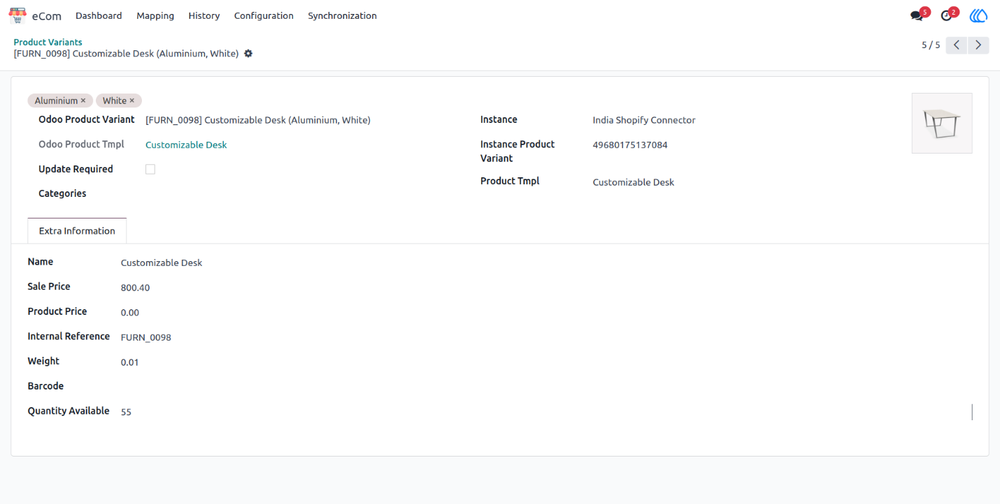 eCom Dashboard Mapping History Configuration Synchronization 5 2
Product Variants
[FURN_0098] Customizable Desk (Aluminium, White) 5 / 5
Aluminium × White ×
Odoo Product Variant [FURN_0098] Customizable Desk (Aluminium, White)
Odoo Product Tmpl Customizable Desk
Update Required
Categories
Instance India Shopify Connector
Instance Product Variant 49680175137084
Product Tmpl Customizable Desk
Extra Information
Name Customizable Desk
Sale Price 800.40
Product Price 0.00
Internal Reference FURN_0098
Weight 0.01
Barcode
Quantity Available 55